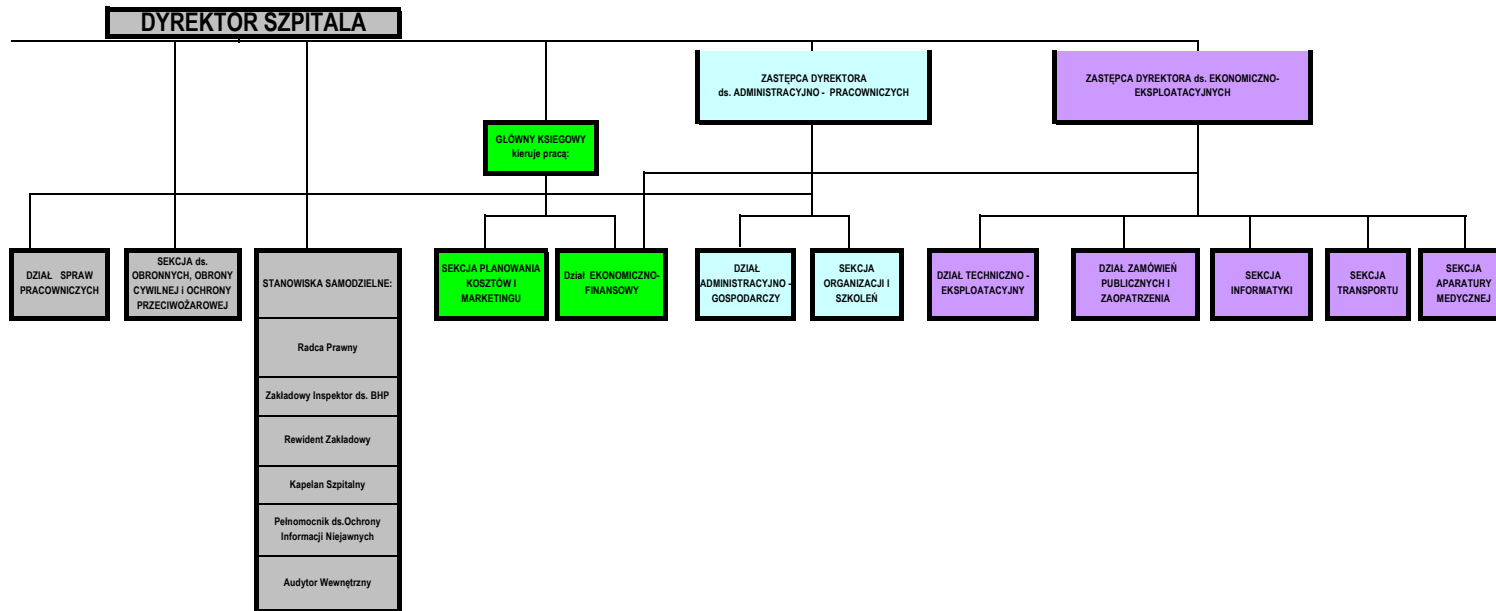 DYREKTOR SZPITALA
ZASTĘPCA DYREKTORA
ds. ADMINISTRACYJNO - PRACOWNICZYCH
ZASTĘPCA DYREKTORA ds. EKONOMICZNO-
EKSPLOATACYJNYCH
GŁÓWNY KSIEGOWY
kieruje pracą:
DZIAŁ SPRAW
PRACOWNICZYCH
SEKCJA ds.
OBRONNYCH, OBRONY
CYWILNEJ i OCHRONY
PRZECIWOŻAROWEJ
STANOWISKA SAMODZIELNE:
SEKCJA PLANOWANIA
KOSZTÓW I
MARKETINGU
Dział EKONOMICZNO-
FINANSOWY
DZIAŁ
ADMINISTRACYJNO -
GOSPODARCZY
SEKCJA
ORGANIZACJI I
SZKOLEŃ
DZIAŁ TECHNICZNO -
EKSPLOATACYJNY
DZIAŁ ZAMÓWIEŃ
PUBLICZNYCH I
ZAOPATRZENIA
SEKCJA
INFORMATYKI
SEKCJA
TRANSPORTU
SEKCJA
APARATURY
MEDYCZNEJ
Radca Prawny
Zakładowy Inspektor ds. BHP
Rewident Zakładowy
Kapelan Szpitalny
Pełnomocnik ds.Ochrony
Informacji Niejawnych
Audytor Wewnętrzny